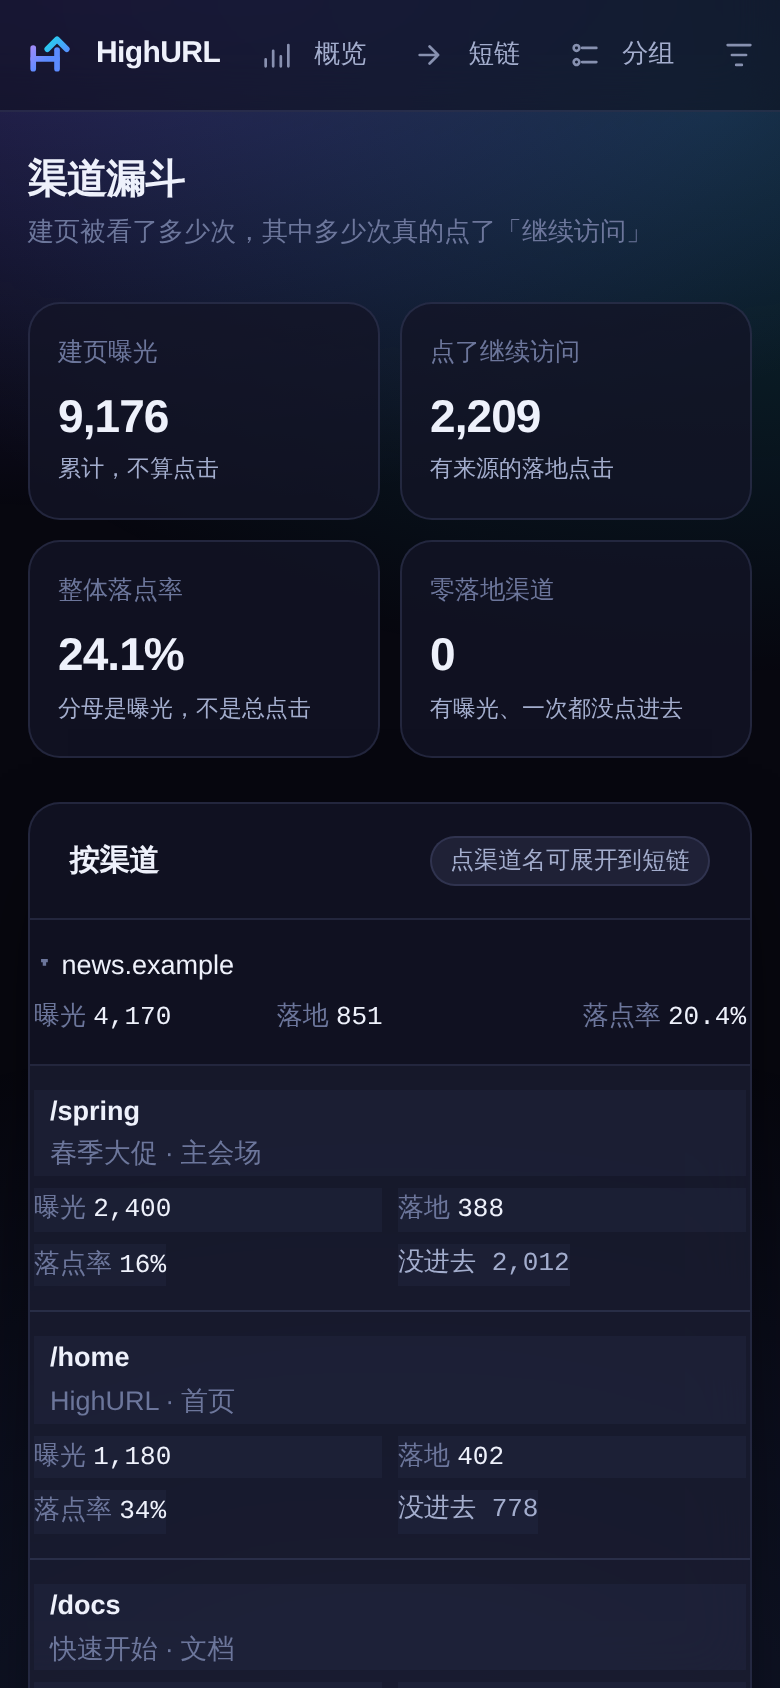 HighURL 概览 短链 分组
渠道漏斗
建页被看了多少次，其中多少次真的点了「继续访问」
建页曝光
9,176
累计，不算点击
点了继续访问
2,209
有来源的落地点击
整体落点率
24.1%
分母是曝光，不是总点击
零落地渠道
0
有曝光、一次都没点进去
按渠道 点渠道名可展开到短链
news.example
曝光 4,170 落地 851 落点率 20.4%
/spring
春季大促 · 主会场
曝光 2,400 落地 388
落点率 16% 没进去 2,012
/home
HighURL · 首页
曝光 1,180 落地 402
落点率 34% 没进去 778
/docs
快速开始 · 文档